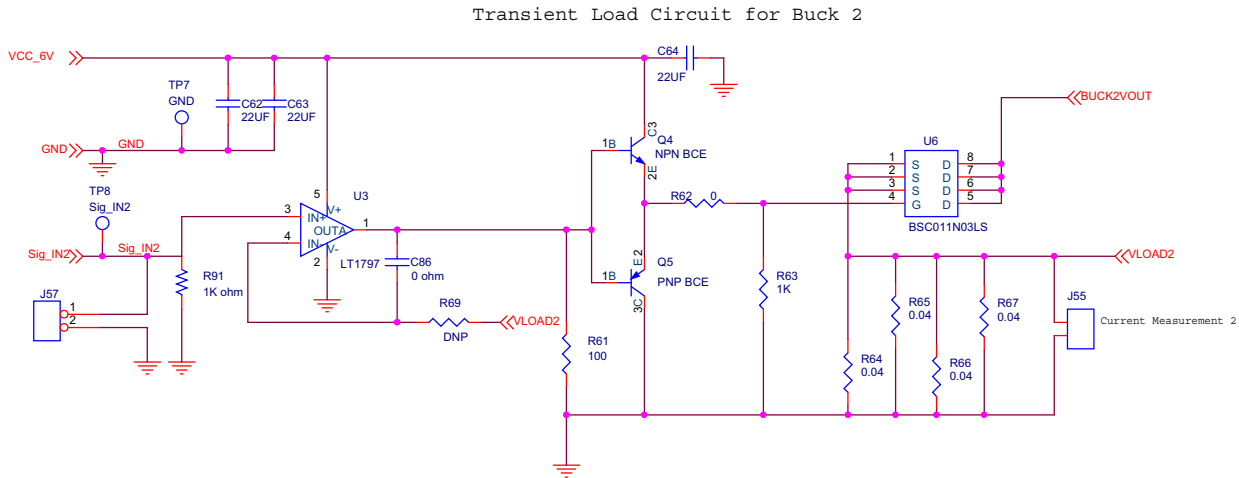 Transient Load Circuit for Buck 2
VCC_6V
C64
22UF
TP7
GND
C62
22UF
C63
22UF
BUCK2VOUT
GND
GND
C3
1B
Q4
NPN BCE
2E
U6
1 S D 8
2 S D 7
3 S D 6
4 G D 5
BSC011N03LS
TP8
Sig_IN2
5
U3
R62
0
3
IN+
V+
OUTA
1
4
IN-
V-
2
LT1797
Sig_IN2
Sig_IN2
C86
0 ohm
E 2
1B
Q5
PNP BCE
3C
VLOAD2
R91
1K ohm
R63
1K
J57
1
2
R69
DNP
VLOAD2
R65
0.04
R67
0.04
J55
Current Measurement 2
R61
100
R64
0.04
R66
0.04